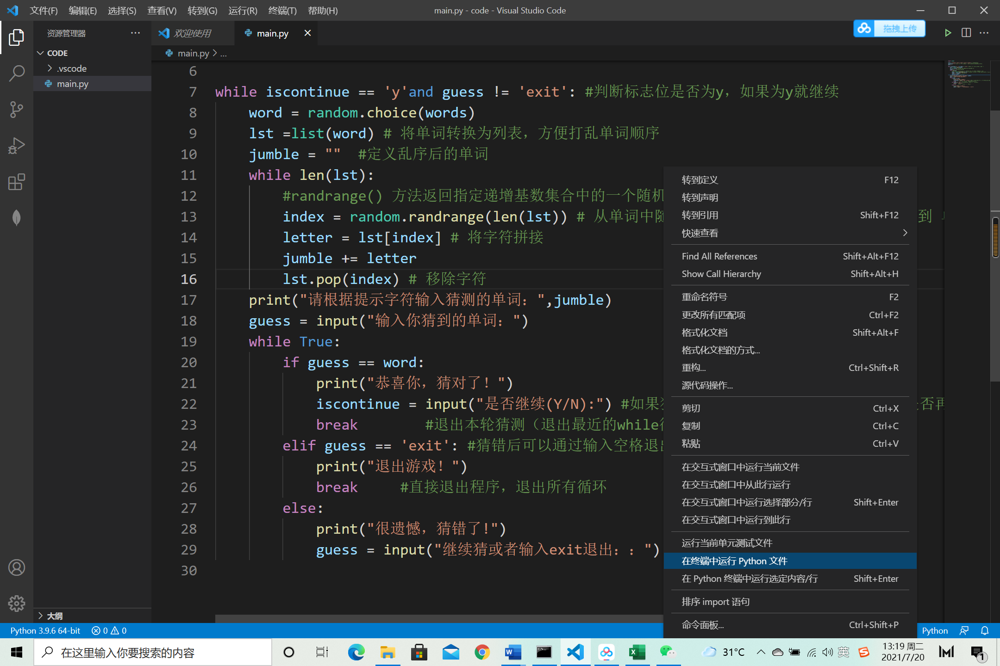 文件(F) 编辑(E) 选择(S) 查看(V) 转到(G) 运行(R) 终端(T) 帮助(H) main.py - code - Visual Studio Code
拖拽上传
资源管理器 ··· 欢迎使用 main.py
CODE
.vscode
main.py
main.py > ...
6
7 while iscontinue == 'y'and guess != 'exit': #判断标志位是否为y，如果为y就继续
8 word = random.choice(words)
9 lst =list(word) # 将单词转换为列表，方便打乱单词顺序
10 jumble = "" #定义乱序后的单词
11 while len(lst):
12 #randrange() 方法返回指定递增基数集合中的一个随机
13 index = random.randrange(len(lst)) # 从单词中随 到
14 letter = lst[index] # 将字符拼接
15 jumble += letter
16 lst.pop(index) # 移除字符
17 print("请根据提示字符输入猜测的单词：",jumble)
18 guess = input("输入你猜到的单词：")
19 while True:
20 if guess == word:
21 print("恭喜你，猜对了！")
22 iscontinue = input("是否继续(Y/N):") #如果 否再
23 break #退出本轮猜测（退出最近的while
24 elif guess == 'exit': #猜错后可以通过输入空格退出
25 print("退出游戏！")
26 break #直接退出程序，退出所有循环
27 else:
28 print("很遗憾，猜错了!")
29 guess = input("继续猜或者输入exit退出：：")
30
转到定义 F12
转到声明
转到引用 Shift+F12
快速查看
Find All References Shift+Alt+F12
Show Call Hierarchy Shift+Alt+H
重命名符号 F2
更改所有匹配项 Ctrl+F2
格式化文档 Shift+Alt+F
格式化文档的方式...
重构... Ctrl+Shift+R
源代码操作...
剪切 Ctrl+X
复制 Ctrl+C
粘贴 Ctrl+V
在交互式窗口中运行当前文件
在交互式窗口中从此行运行
在交互式窗口中运行选择部分/行 Shift+Enter
在交互式窗口中运行到此行
运行当前单元测试文件
在终端中运行 Python 文件
在 Python 终端中运行选定内容/行 Shift+Enter
排序 import 语句
命令面板... Ctrl+Shift+P
大纲
Python 3.9.6 64-bit 0 0 Python
在这里输入你要搜索的内容 31°C 英 13:19 周二
2021/7/20 1